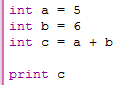 int a = 5
int b = 6
int c = a + b
print c